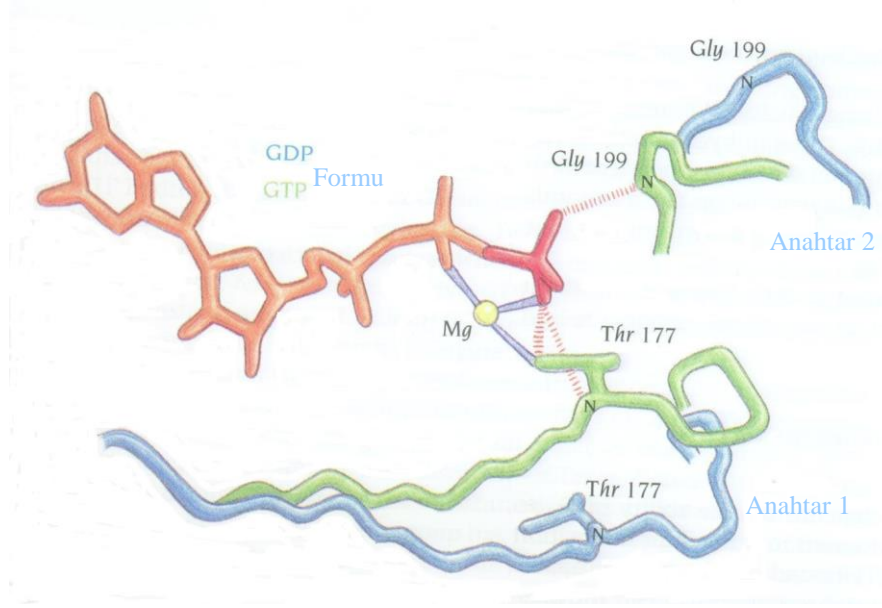 Gly 199
N
GDP
GTP Formu
Gly 199
N
Anahtar 2
Mg
Thr 177
N
Thr 177
Anahtar 1
N